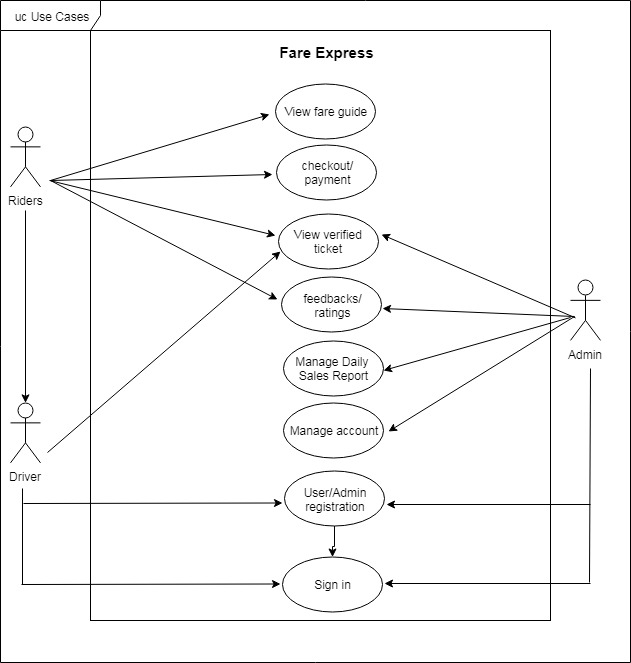 uc Use Cases
Fare Express
View fare guide
checkout/
payment
Riders
View verified
ticket
feedbacks/
ratings
Admin
Manage Daily
Sales Report
Manage account
Driver
User/Admin
registration
Sign in